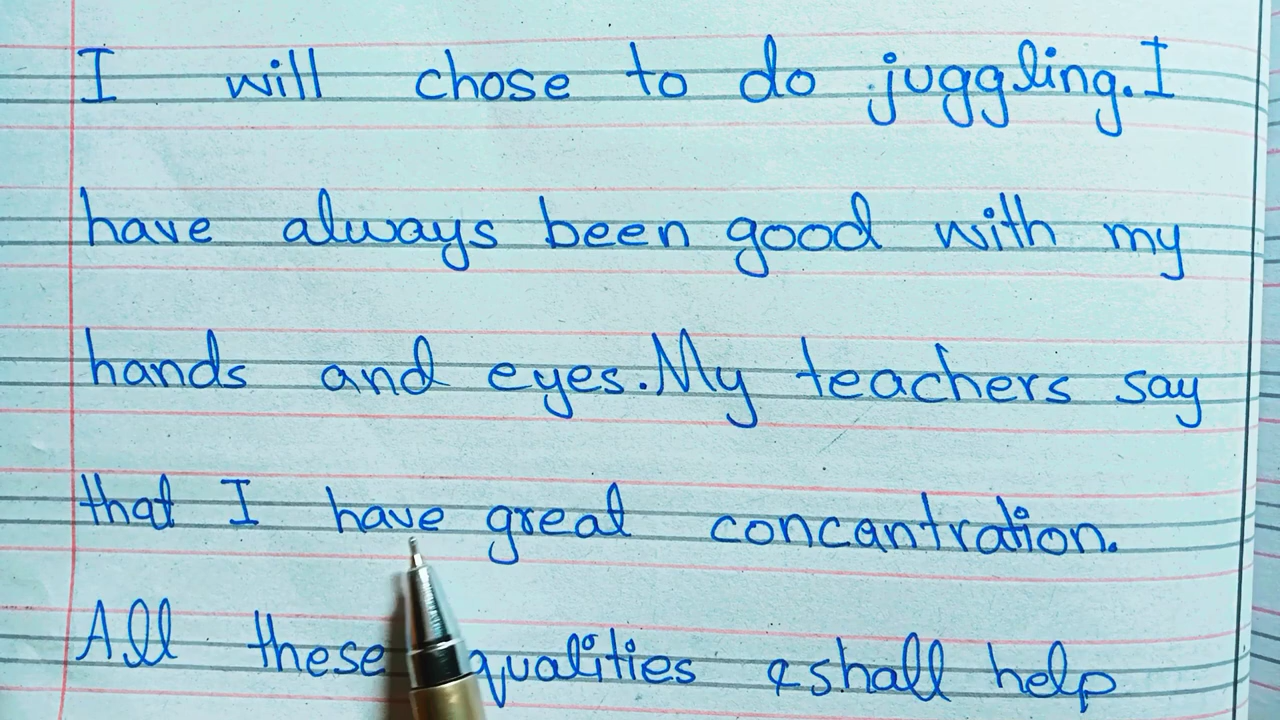 I will chose to do juggling. I
have always been good with my
hands and eyes. My teachers say
that I have great concantration.
All these qualities shall help